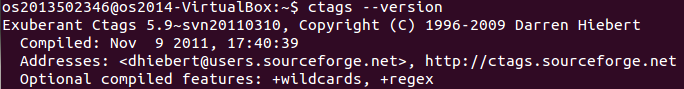 os2013502346@os2014-VirtualBox:~$ ctags --version
Exuberant Ctags 5.9~svn20110310, Copyright (C) 1996-2009 Darren Hiebert
  Compiled: Nov  9 2011, 17:40:39
  Addresses: <dhiebert@users.sourceforge.net>, http://ctags.sourceforge.net
  Optional compiled features: +wildcards, +regex